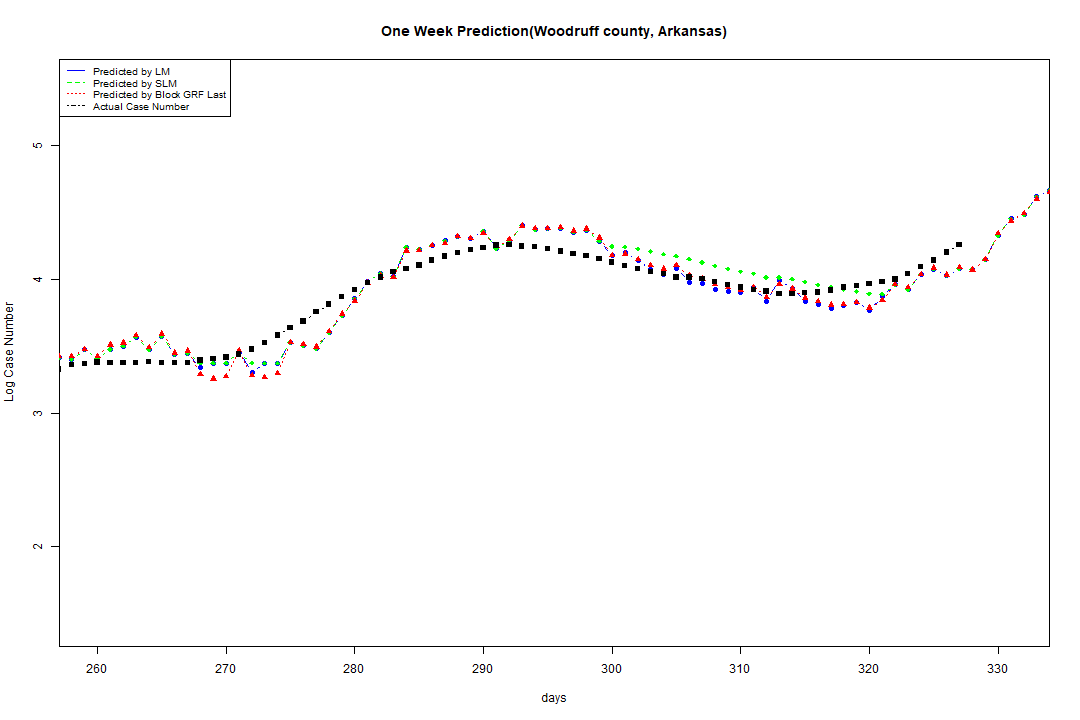 One Week Prediction(Woodruff county, Arkansas)
Predicted by LM
Predicted by SLM
Predicted by Block GRF Last
Actual Case Number
5
4
3
2
Log Case Number
260 270 280 290 300 310 320 330
days